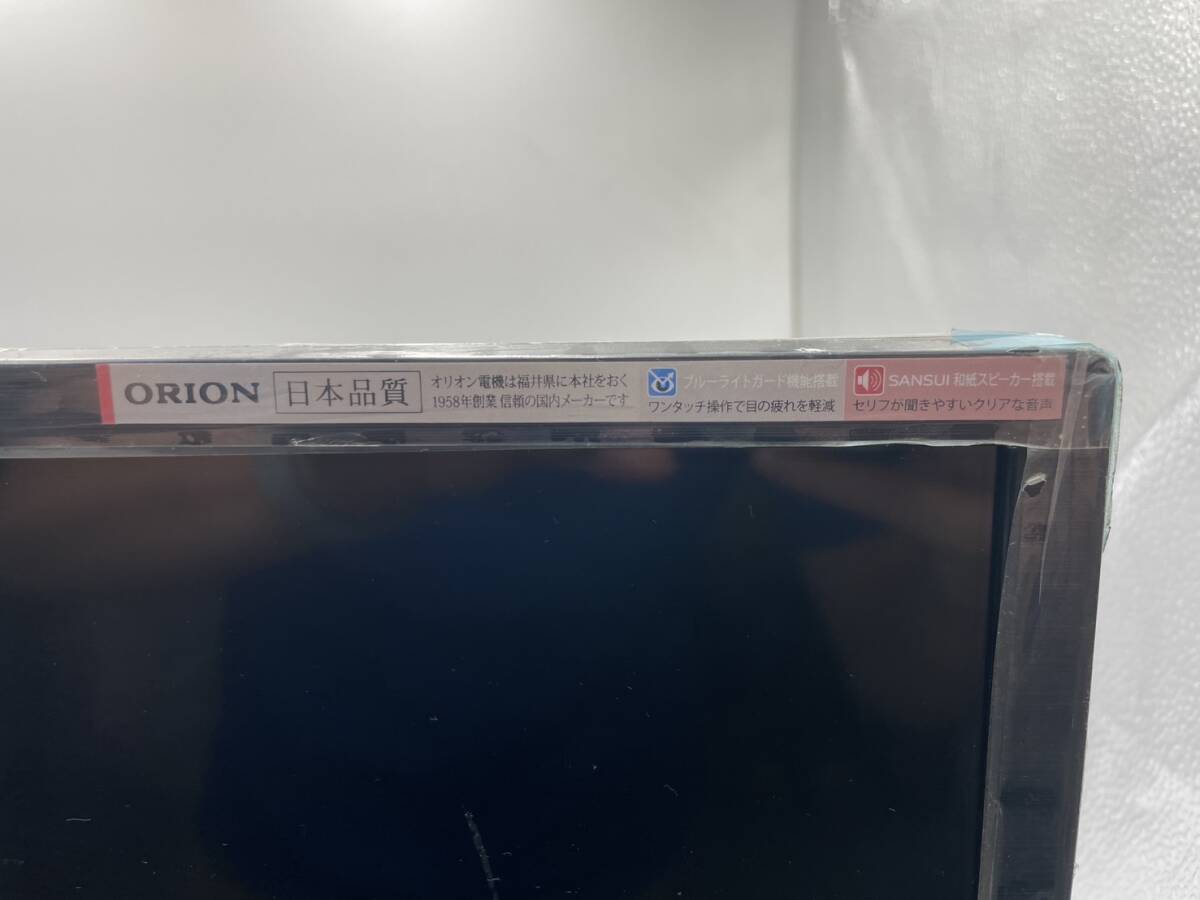 ORION 日本品質
オリオン電機は福井県に本社をおく
1958年創業 信頼の国内メーカーです
ブルーライトガード機能搭載
ワンタッチ操作で目の疲れを軽減
SANSUI 和紙スピーカー搭載
セリフが聞きやすいクリアな音声